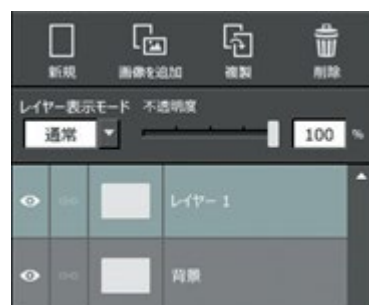 新規 画像を追加 複製 削除
レイヤー表示モード 不透明度
通常 100 %
レイヤー 1
背景